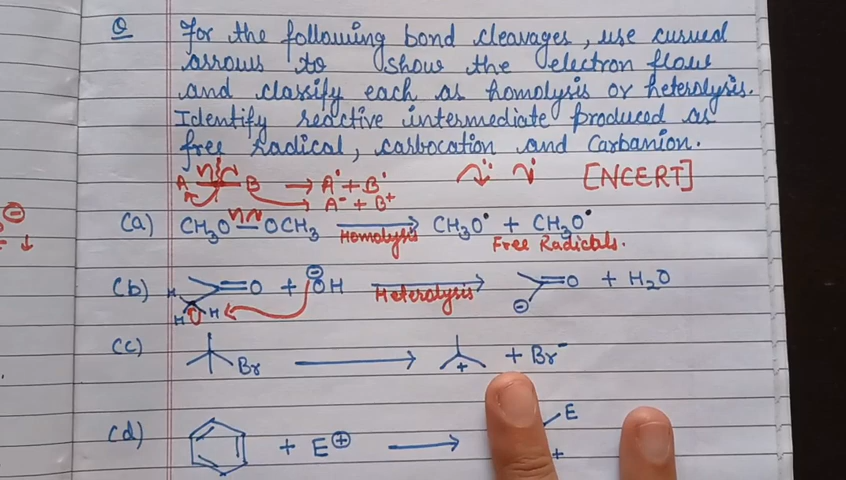 Q For the following bond cleavages, use curved
arrows to show the electron flow
and classify each as homolysis or heterolysis.
Identify reactive intermediate produced as
free radical, carbocation and carbanion.
A — B → A• + B• [NCERT]
A⁻ + B⁺
(a) CH₃O — OCH₃ → CH₃O• + CH₃O•
Homolysis Free Radicals.
(b) H H H =O + ⊖OH → ⊖ =O + H₂O
Heterolysis
(c) Br → + + Br⁻
(d) + E⊕ → E +
⊖
↓